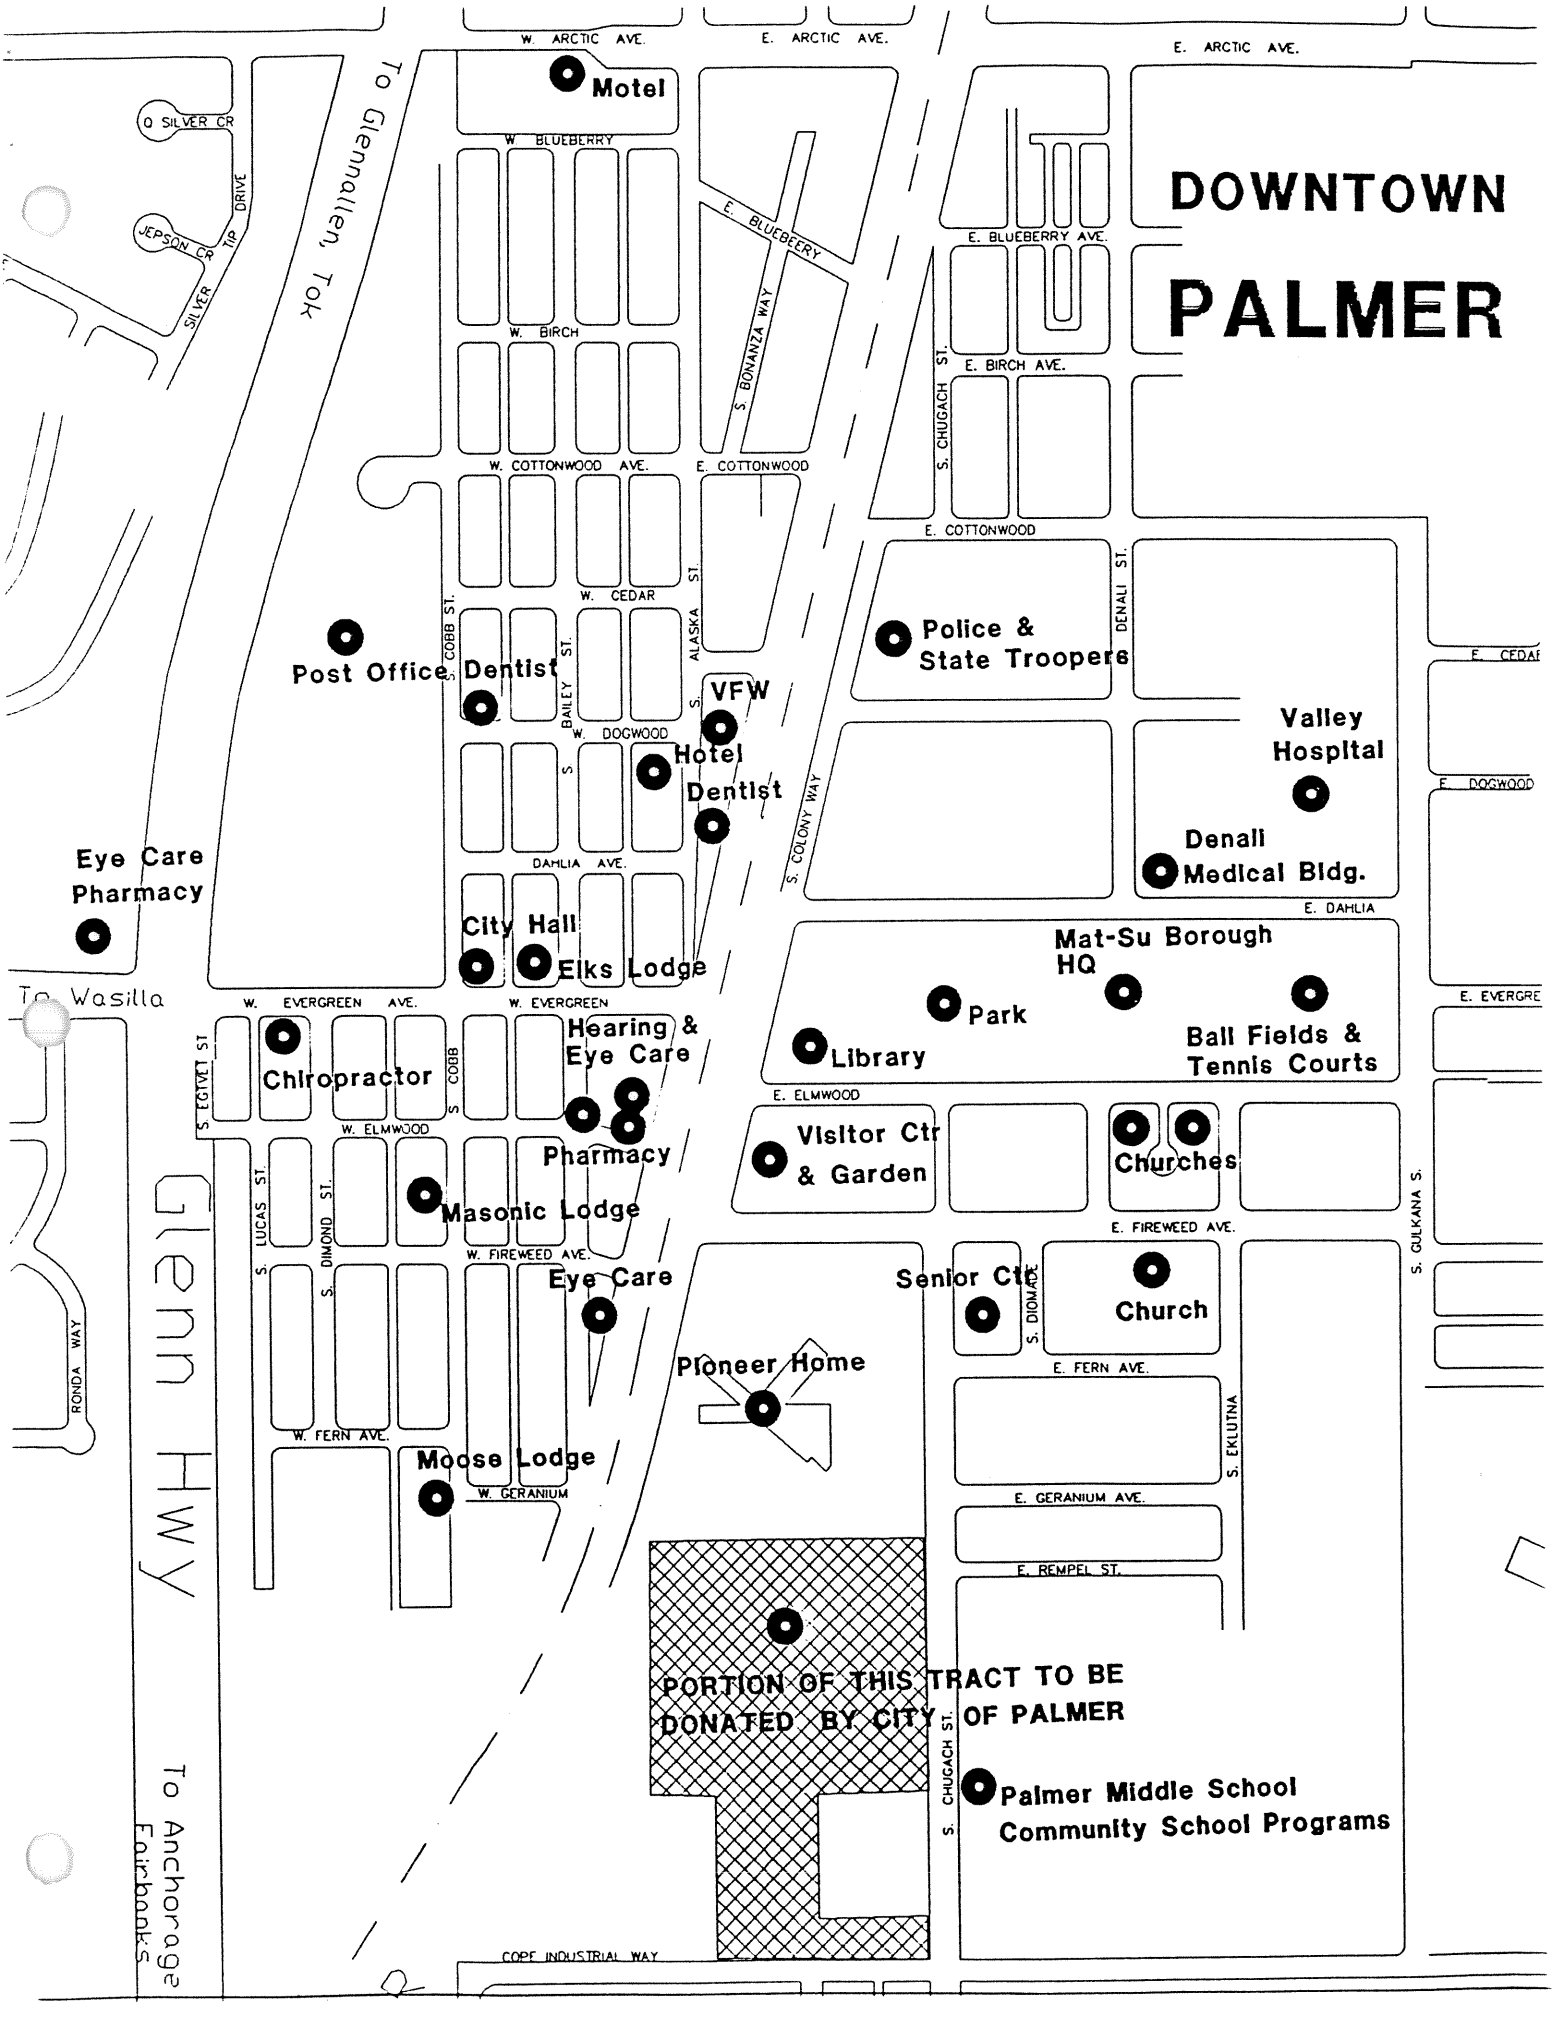 W. ARCTIC AVE.
E. ARCTIC AVE.
E. ARCTIC AVE.
Motel
To Glennallen, Tok
Q SILVER CR
W. BLUEBERRY
DOWNTOWN
PALMER
JEPSON CR
SILVER TIP DRIVE
E. BLUEBEERY
E. BLUEBERRY AVE.
S. BONANZA WAY
W. BIRCH
S. CHUGACH ST.
E. BIRCH AVE.
W. COTTONWOOD AVE.
E. COTTONWOOD
E. COTTONWOOD
W. CEDAR
S. COBB ST.
S. BAILEY ST.
S. ALASKA ST.
DENALI ST.
Police &
State Troopers
E. CEDAR
Post Office
Dentist
VFW
W. DOGWOOD
Hotel
Dentist
Valley
Hospital
E. DOGWOOD
S. COLONY WAY
Denali
Medical Bldg.
DAHLIA AVE.
Eye Care
Pharmacy
E. DAHLIA
City Hall
Elks Lodge
Mat-Su Borough
HQ
To Wasilla
W. EVERGREEN AVE.
W. EVERGREEN
E. EVERGRE
Park
Hearing &
Eye Care
Library
Ball Fields &
Tennis Courts
S. EGTVET ST
Chiropractor
S COBB
E. ELMWOOD
W. ELMWOOD
Visitor Ctr
& Garden
Pharmacy
Churches
S. LUCAS ST.
S. DIMOND ST.
Masonic Lodge
S. GULKANA S.
E. FIREWEED AVE.
W. FIREWEED AVE.
Glenn Hwy
Eye Care
Senior Ctr
S. DIOMADE
Church
RONDA WAY
Pioneer Home
E. FERN AVE.
S. EKLUTNA
W. FERN AVE.
Moose Lodge
W. GERANIUM
E. GERANIUM AVE.
E. REMPEL ST.
PORTION OF THIS TRACT TO BE
DONATED BY CITY OF PALMER
S. CHUGACH ST.
Palmer Middle School
Community School Programs
To Anchorage
Fairbanks
COPE INDUSTRIAL WAY